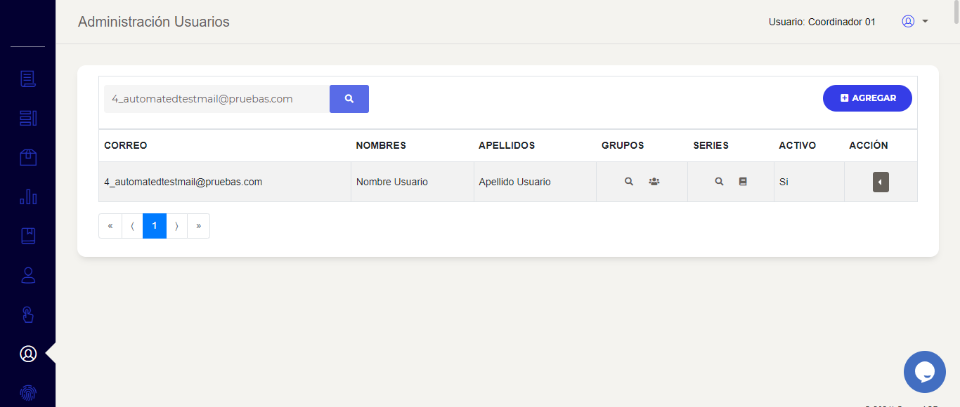 Administración Usuarios
Usuario: Coordinador 01
4_automatedtestmail@pruebas.com
AGREGAR
CORREO NOMBRES APELLIDOS GRUPOS SERIES ACTIVO ACCIÓN
4_automatedtestmail@pruebas.com Nombre Usuario Apellido Usuario Si
« ⟨ 1 ⟩ »